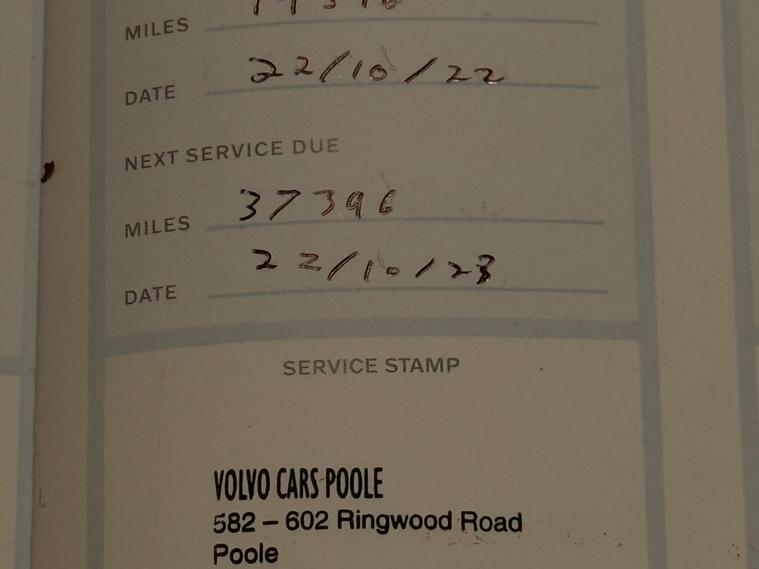 MILES
DATE 22/10/22
NEXT SERVICE DUE
MILES 37396
DATE 22/10/23
SERVICE STAMP
VOLVO CARS POOLE
582 – 602 Ringwood Road
Poole